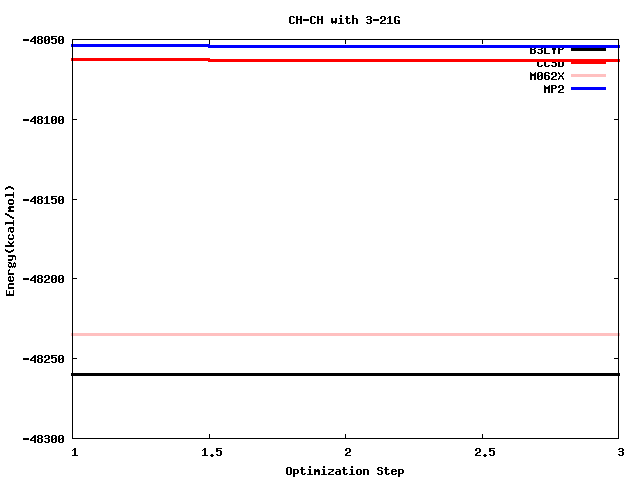 CH-CH with 3-21G
-48050
-48100
-48150
-48200
-48250
-48300
Energy(kcal/mol)
B3LYP
CCSD
M062X
MP2
1
1.5
2
2.5
3
Optimization Step